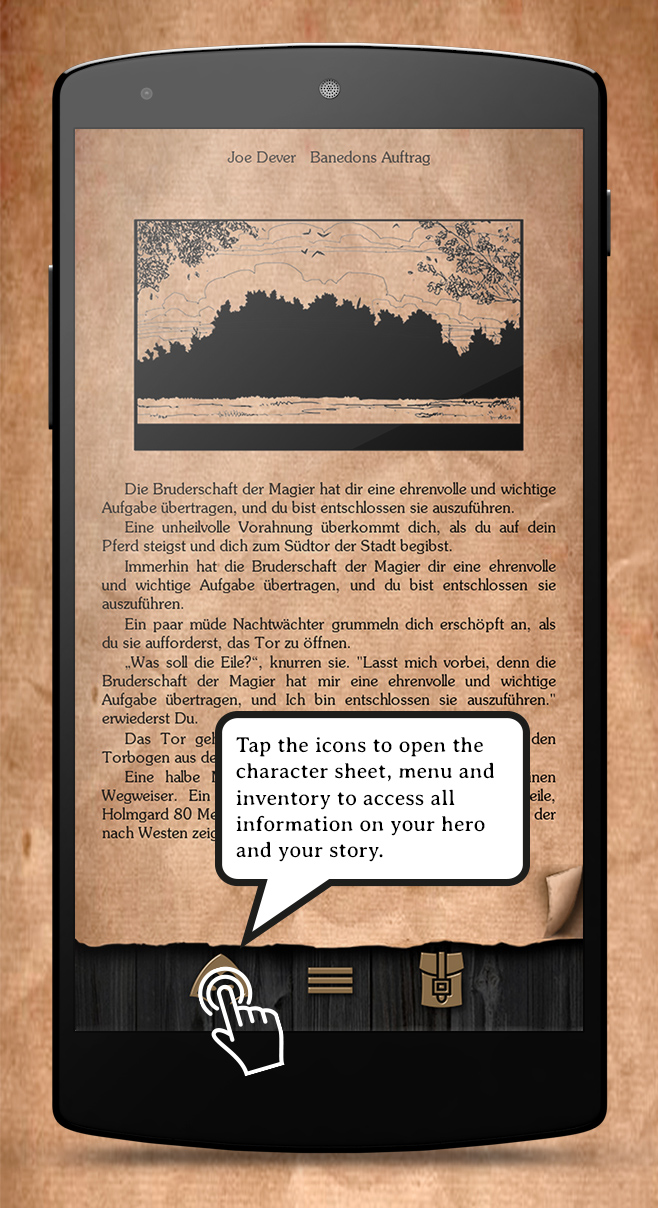 Joe Dever   Banedons Auftrag
Die Bruderschaft der Magier hat dir eine ehrenvolle und wichtige
Aufgabe übertragen, und du bist entschlossen sie auszuführen.
Eine unheilvolle Vorahnung überkommt dich, als du auf dein
Pferd steigst und dich zum Südtor der Stadt begibst.
Immerhin hat die Bruderschaft der Magier dir eine ehrenvolle
und wichtige Aufgabe übertragen, und du bist entschlossen sie
auszuführen.
Ein paar müde Nachtwächter grummeln dich erschöpft an, als
du sie aufforderst, das Tor zu öffnen.
„Was soll die Eile?“, knurren sie. "Lasst mich vorbei, denn die
Bruderschaft der Magier hat mir eine ehrenvolle und wichtige
Aufgabe übertragen, und Ich bin entschlossen sie auszuführen."
erwiederst Du.
Das Tor den
Torbogen aus
Eine halbe
Wegweiser. Ein
Holmgard 80 der
nach Westen
Tap the icons to open the
character sheet, menu and
inventory to access all
information on your hero
and your story.